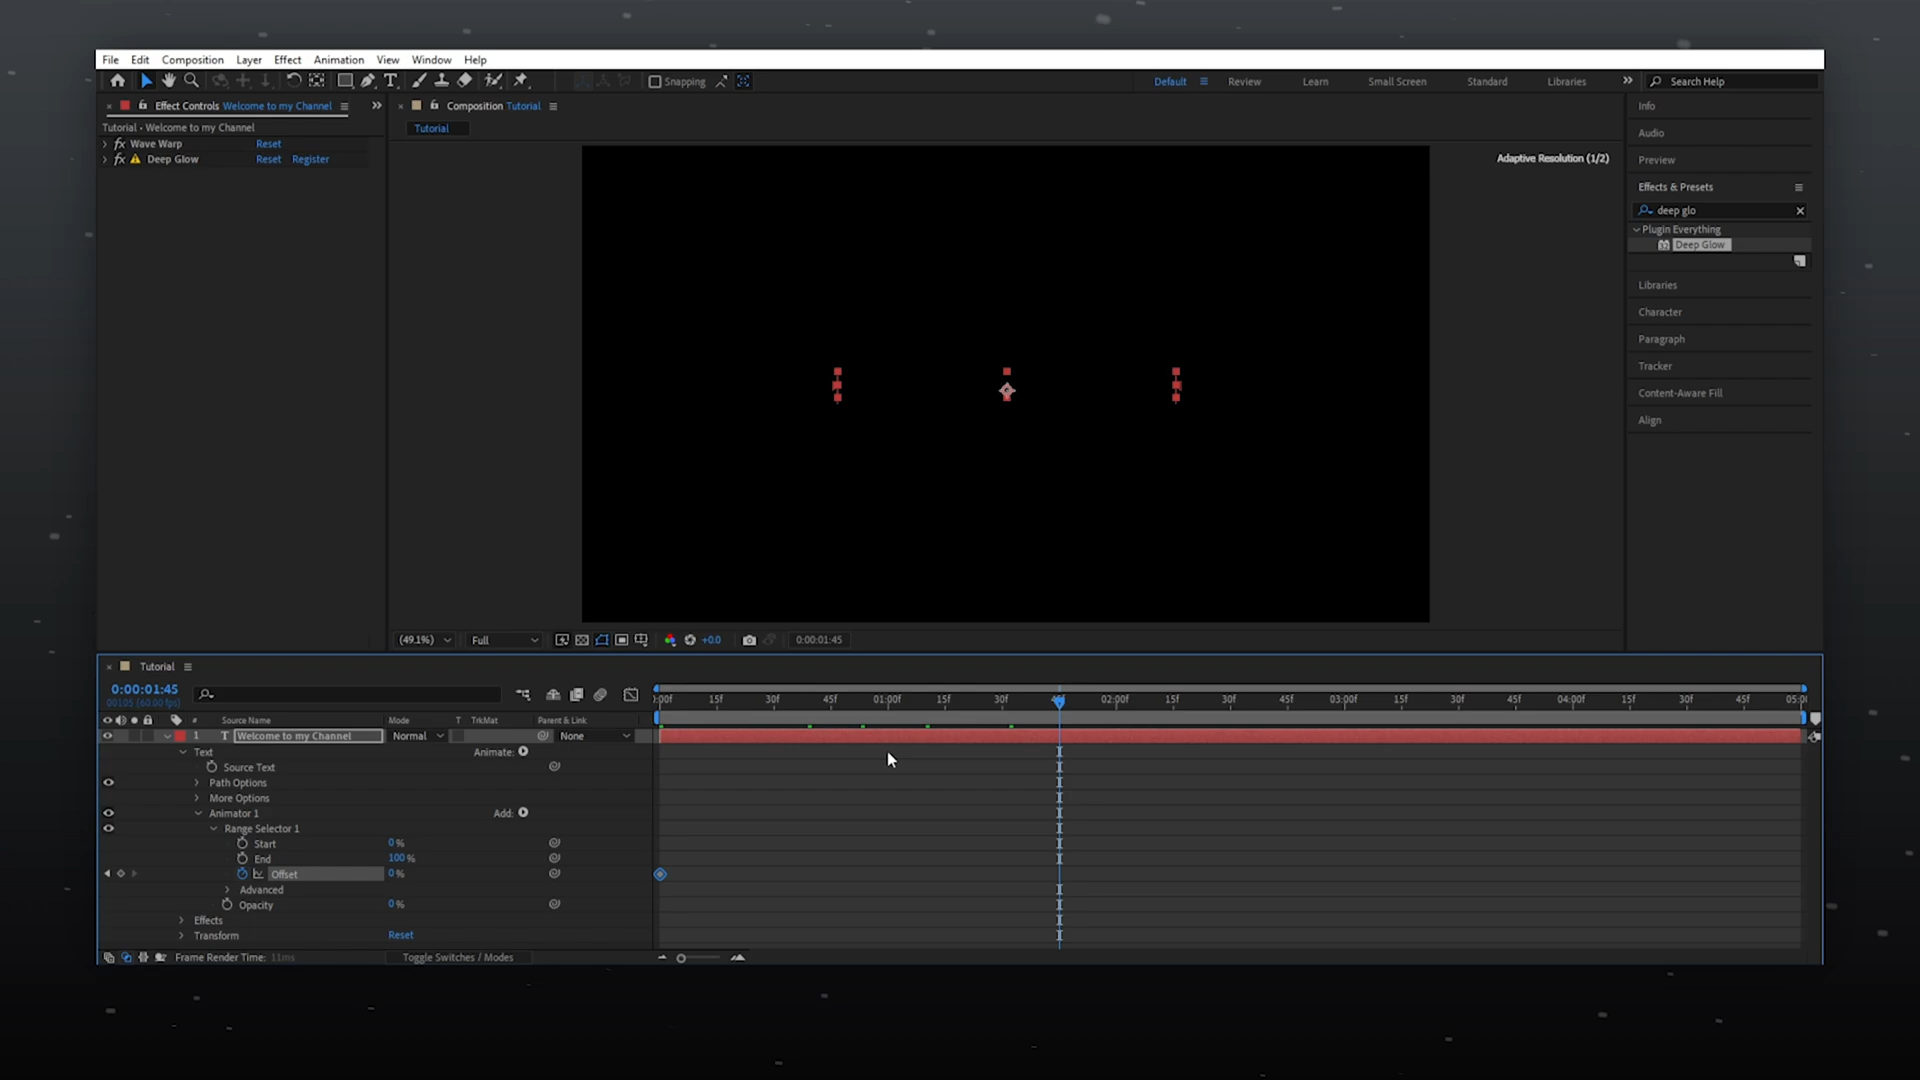 File Edit Composition Layer Effect Animation View Window Help
Snapping
Default Review Learn Small Screen Standard Libraries Search Help
Effect Controls Welcome to my Channel
Composition Tutorial
Info
Tutorial • Welcome to my Channel
Tutorial
Audio
fx Wave Warp Reset
fx Deep Glow Reset Register
Adaptive Resolution (1/2)
Preview
Effects & Presets
deep glo
Plugin Everything
Deep Glow
Libraries
Character
Paragraph
Tracker
Content-Aware Fill
Align
(49.1%) Full +0.0 0:00:01:45
Tutorial
0:00:01:45
00105 (60.00 fps)
:00f 15f 30f 45f 01:00f 15f 30f 02:00f 15f 30f 45f 03:00f 15f 30f 45f 04:00f 15f 30f 45f 05:0
# Source Name Mode T TrkMat Parent & Link
1 T Welcome to my Channel Normal None
Text Animate:
Source Text
Path Options
More Options
Animator 1 Add:
Range Selector 1
Start 0%
End 100%
Offset 0%
Advanced
Opacity 0%
Effects
Transform Reset
Frame Render Time: 11ms Toggle Switches / Modes